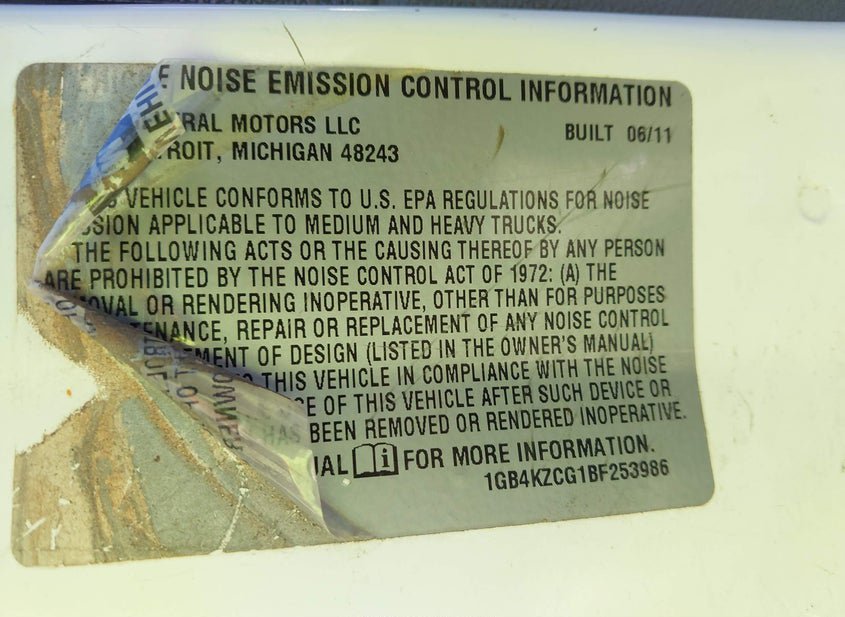 E NOISE EMISSION CONTROL INFORMATION
RAL MOTORS LLC BUILT 06/11
ROIT, MICHIGAN 48243
VEHICLE CONFORMS TO U.S. EPA REGULATIONS FOR NOISE
SSION APPLICABLE TO MEDIUM AND HEAVY TRUCKS.
THE FOLLOWING ACTS OR THE CAUSING THEREOF BY ANY PERSON
ARE PROHIBITED BY THE NOISE CONTROL ACT OF 1972: (A) THE
OVAL OR RENDERING INOPERATIVE, OTHER THAN FOR PURPOSES
TENANCE, REPAIR OR REPLACEMENT OF ANY NOISE CONTROL
EMENT OF DESIGN (LISTED IN THE OWNER'S MANUAL)
THIS VEHICLE IN COMPLIANCE WITH THE NOISE
SE OF THIS VEHICLE AFTER SUCH DEVICE OR
HAS BEEN REMOVED OR RENDERED INOPERATIVE.
UAL FOR MORE INFORMATION.
1GB4KZCG1BF253986